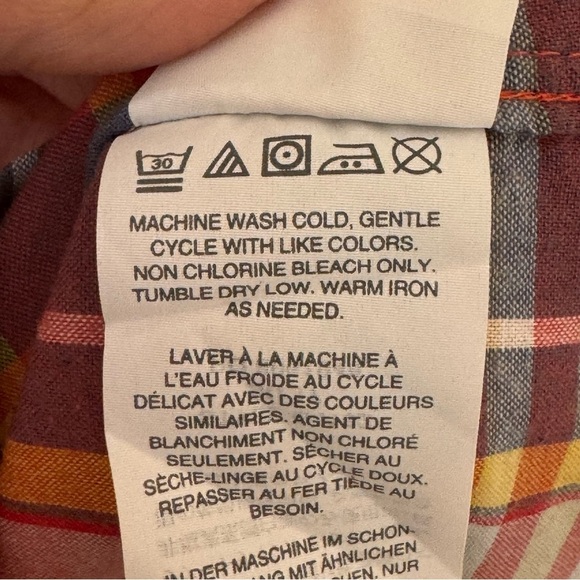 30
MACHINE WASH COLD, GENTLE
CYCLE WITH LIKE COLORS.
NON CHLORINE BLEACH ONLY.
TUMBLE DRY LOW. WARM IRON
AS NEEDED.
LAVER À LA MACHINE À
L'EAU FROIDE AU CYCLE
DÉLICAT AVEC DES COULEURS
SIMILAIRES. AGENT DE
BLANCHIMENT NON CHLORÉ
SEULEMENT. SÉCHER AU
SÈCHE-LINGE AU CYCLE DOUX.
REPASSER AU FER TIÈDE AU
BESOIN.
IN DER MASCHINE IM SCHON-
GANG MIT ÄHNLICHEN
NUR